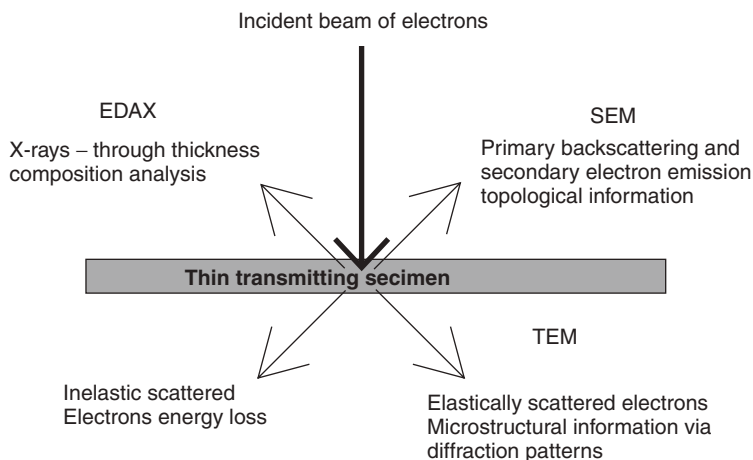 Incident beam of electrons
EDAX
X-rays – through thickness
composition analysis
SEM
Primary backscattering and
secondary electron emission
topological information
Thin transmitting secimen
Inelastic scattered
Electrons energy loss
TEM
Elastically scattered electrons
Microstructural information via
diffraction patterns